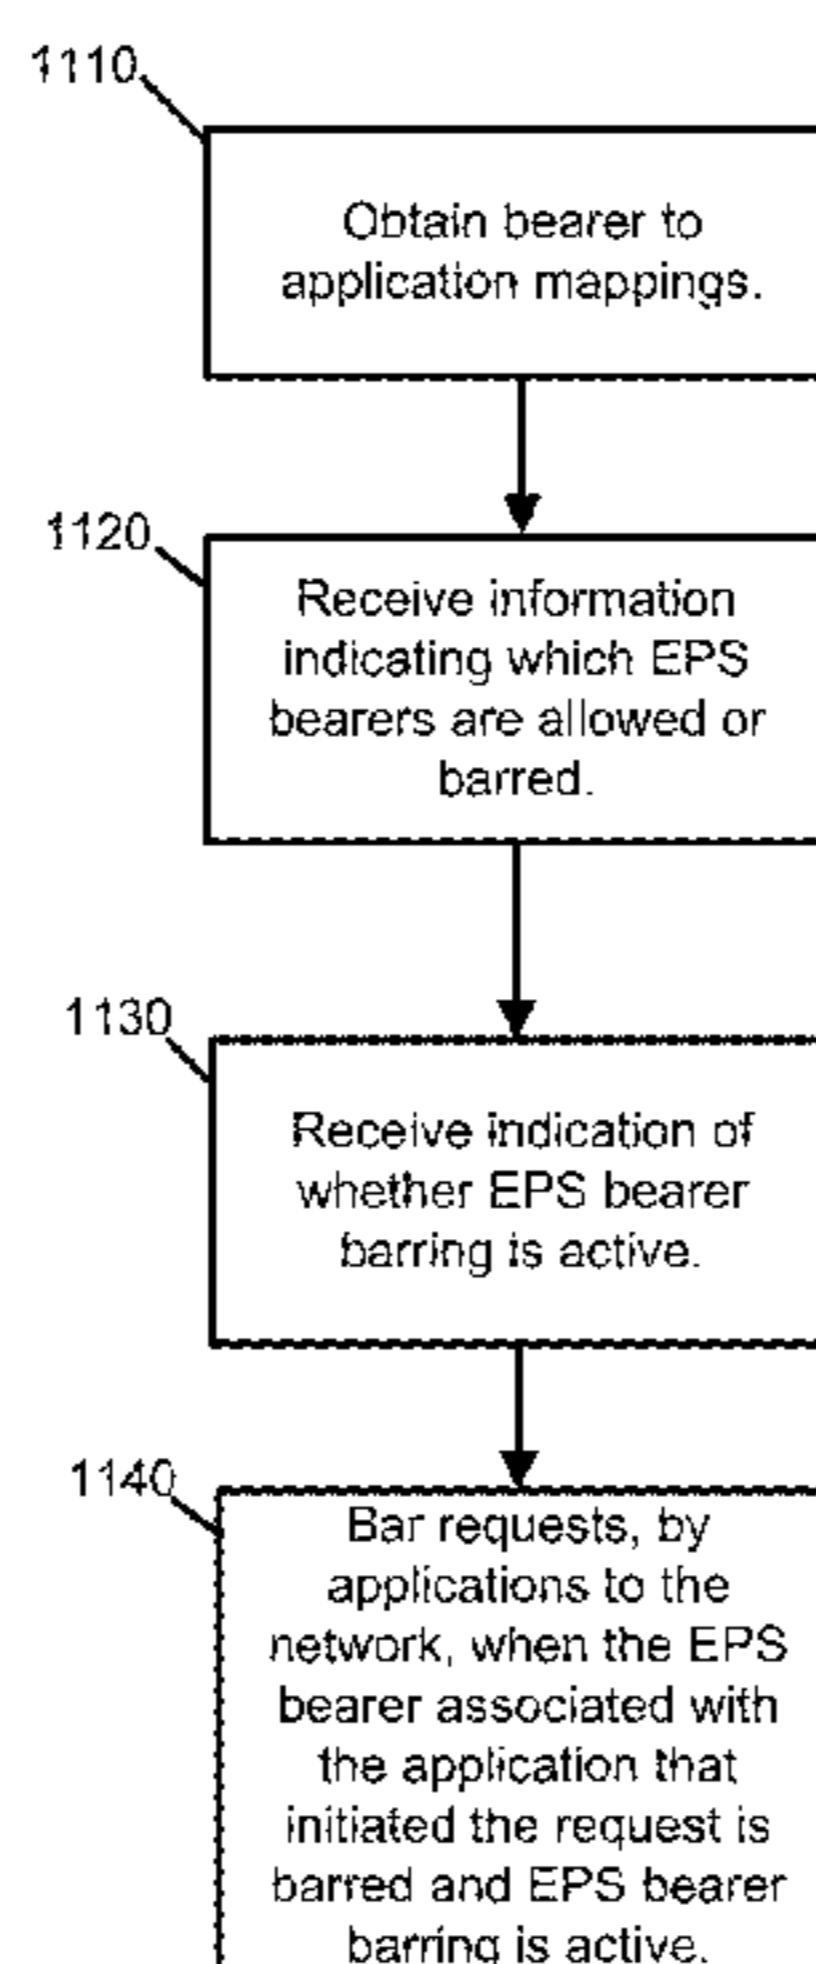 1110
Obtain bearer to
application mappings.
1120
Receive information
indicating which EPS
bearers are allowed or
barred.
1130
Receive indication of
whether EPS bearer
barring is active.
1140
Bar requests, by
applications to the
network, when the EPS
bearer associated with
the application that
initiated the request is
barred and EPS bearer
barring is active.